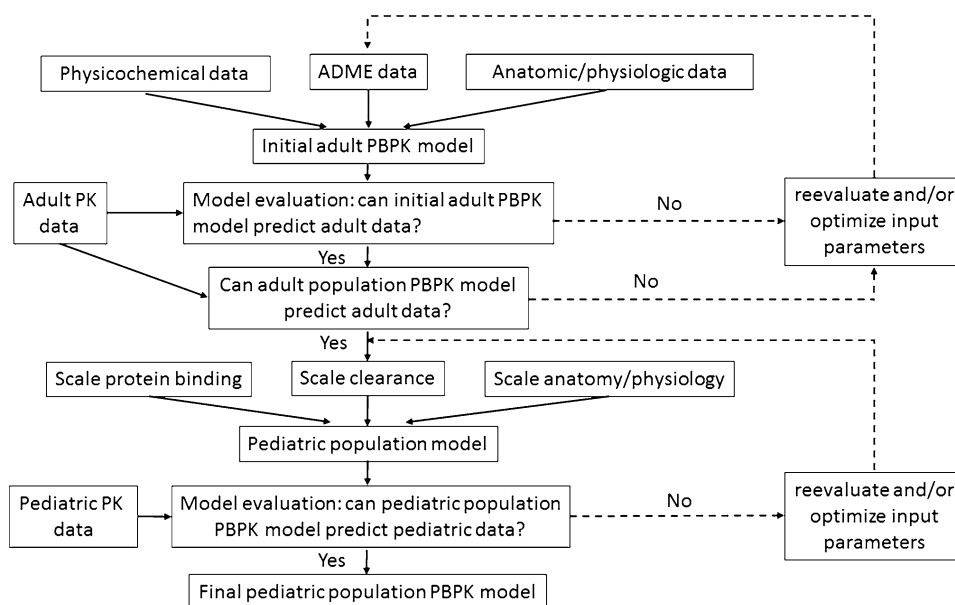 Physicochemical data
ADME data
Anatomic/physiologic data
Initial adult PBPK model
Adult PK
data
Model evaluation: can initial adult PBPK
model predict adult data?
No
reevaluate and/or
optimize input
parameters
Yes
Can adult population PBPK model
predict adult data?
No
Yes
Scale protein binding
Scale clearance
Scale anatomy/physiology
Pediatric population model
Pediatric PK
data
Model evaluation: can pediatric population
PBPK model predict pediatric data?
No
reevaluate and/or
optimize input
parameters
Yes
Final pediatric population PBPK model